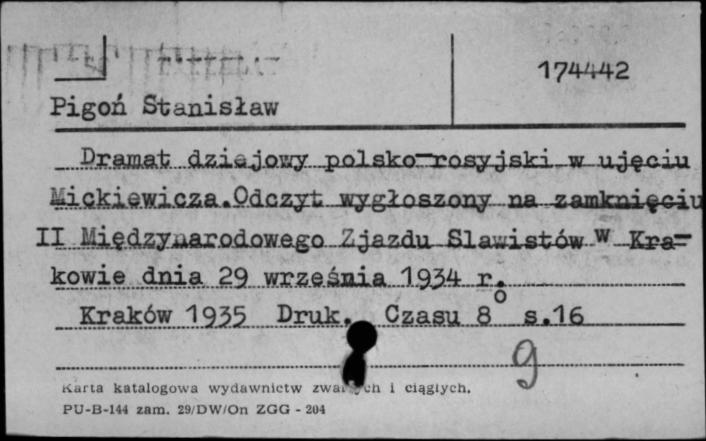 174442
Pigoń Stanisław
Dramat dziejowy polsko-rosyjski w ujęciu
Mickiewicza.Odczyt wygłoszony na zamknięciu
II Międzynarodowego Zjazdu Slawistów w Kra=
kowie dnia 29 września 1934 r.
Kraków 1935 Druk. Czasu 8° s.16
9
Karta katalogowa wydawnictw zwartych i ciągłych.
PU-B-144 zam. 29/DW/On ZGG - 204